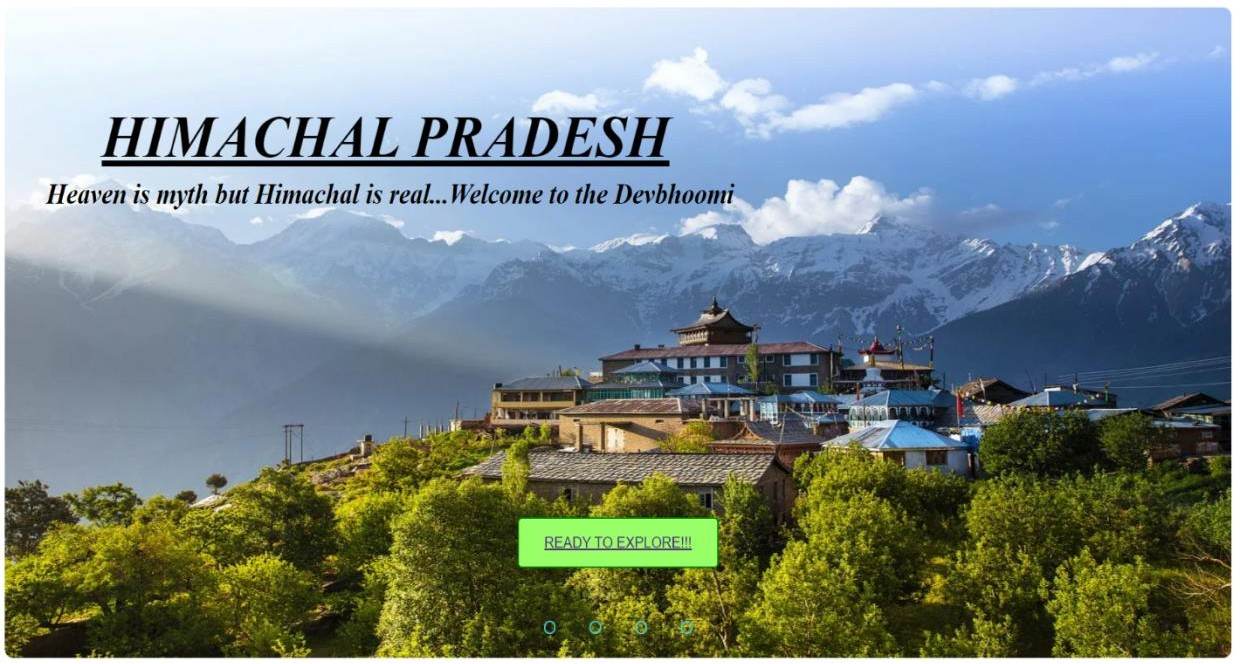 HIMACHAL PRADESH
Heaven is myth but Himachal is real...Welcome to the Devbhoomi
READY TO EXPLORE!!!